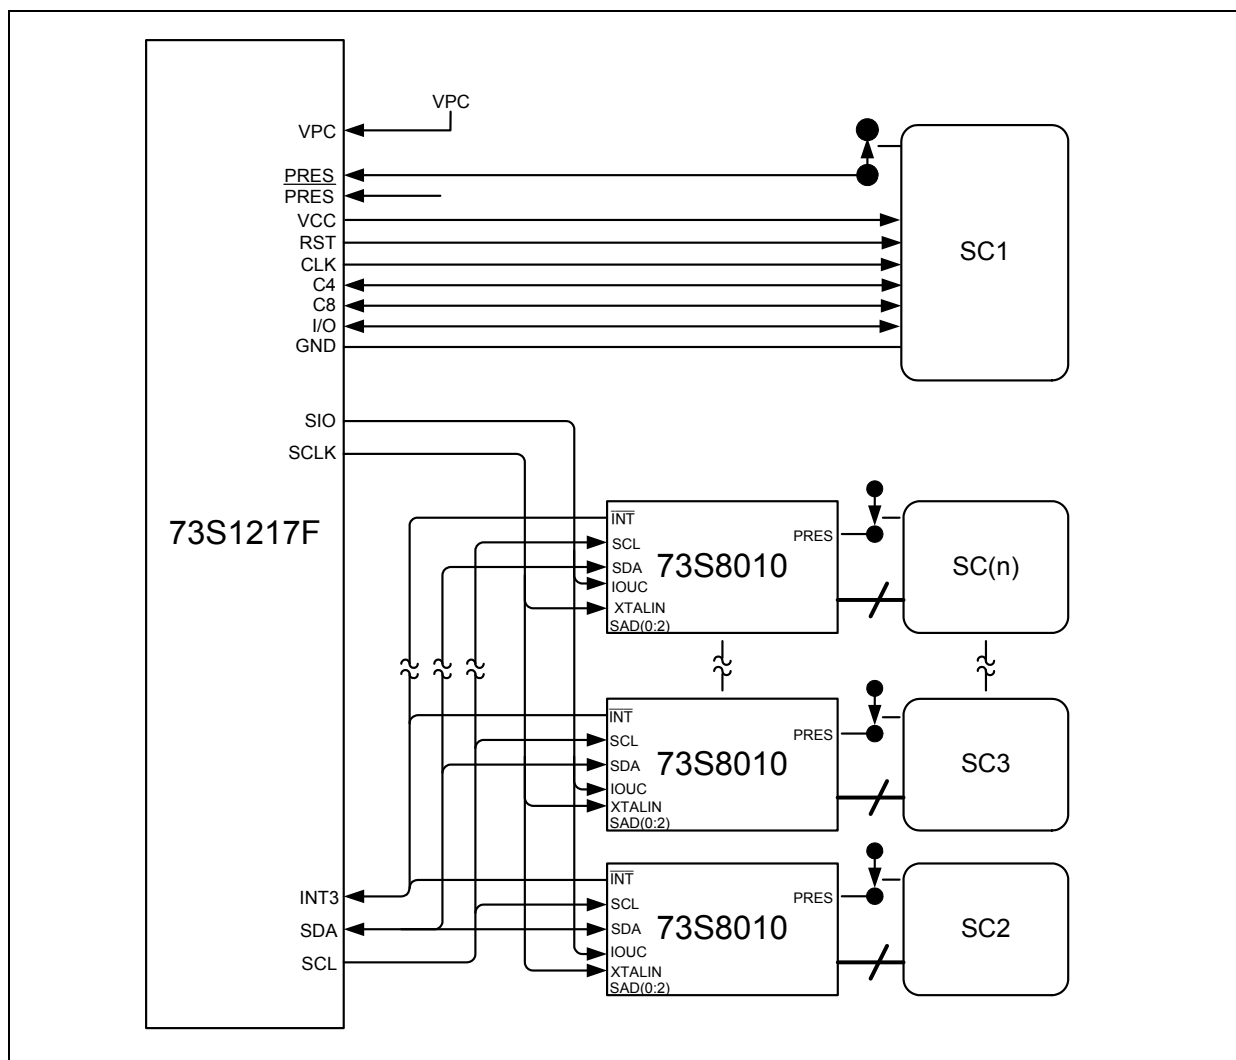 VPC
VPC
PRES
PRES
VCC
RST
CLK
C4
C8
I/O
GND
SC1
SIO
SCLK
73S1217F
INT
SCL
SDA
IOUC
XTALIN
SAD(0:2)
73S8010
PRES
SC(n)
INT
SCL
SDA
IOUC
XTALIN
SAD(0:2)
73S8010
PRES
SC3
INT
SCL
SDA
IOUC
XTALIN
SAD(0:2)
73S8010
PRES
SC2
INT3
SDA
SCL